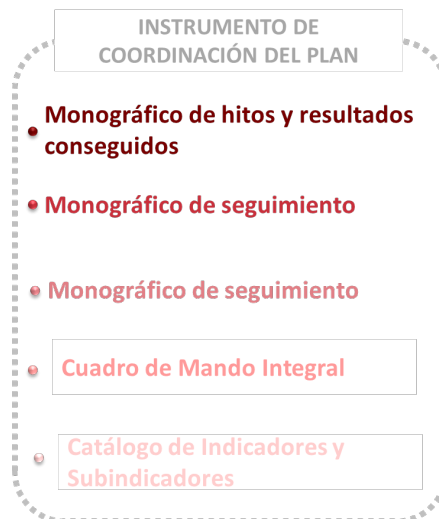 INSTRUMENTO DE
COORDINACIÓN DEL PLAN
Monográfico de hitos y resultados
conseguidos
Monográfico de seguimiento
Monográfico de seguimiento
Cuadro de Mando Integral
Catálogo de Indicadores y
Subindicadores